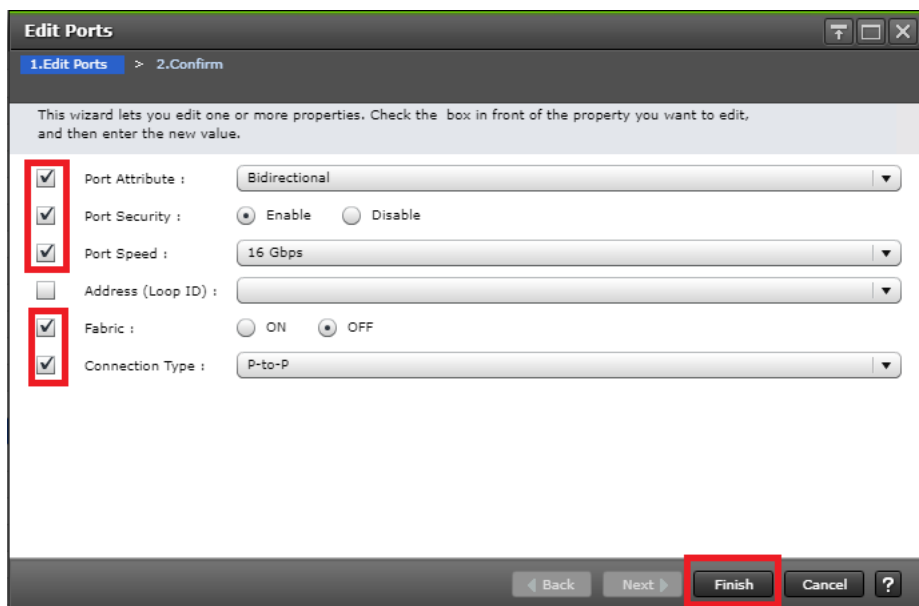 Edit Ports
1.Edit Ports > 2.Confirm
This wizard lets you edit one or more properties. Check the box in front of the property you want to edit,
and then enter the new value.
Port Attribute : Bidirectional
Port Security : Enable Disable
Port Speed : 16 Gbps
Address (Loop ID) :
Fabric : ON OFF
Connection Type : P-to-P
Back Next Finish Cancel ?